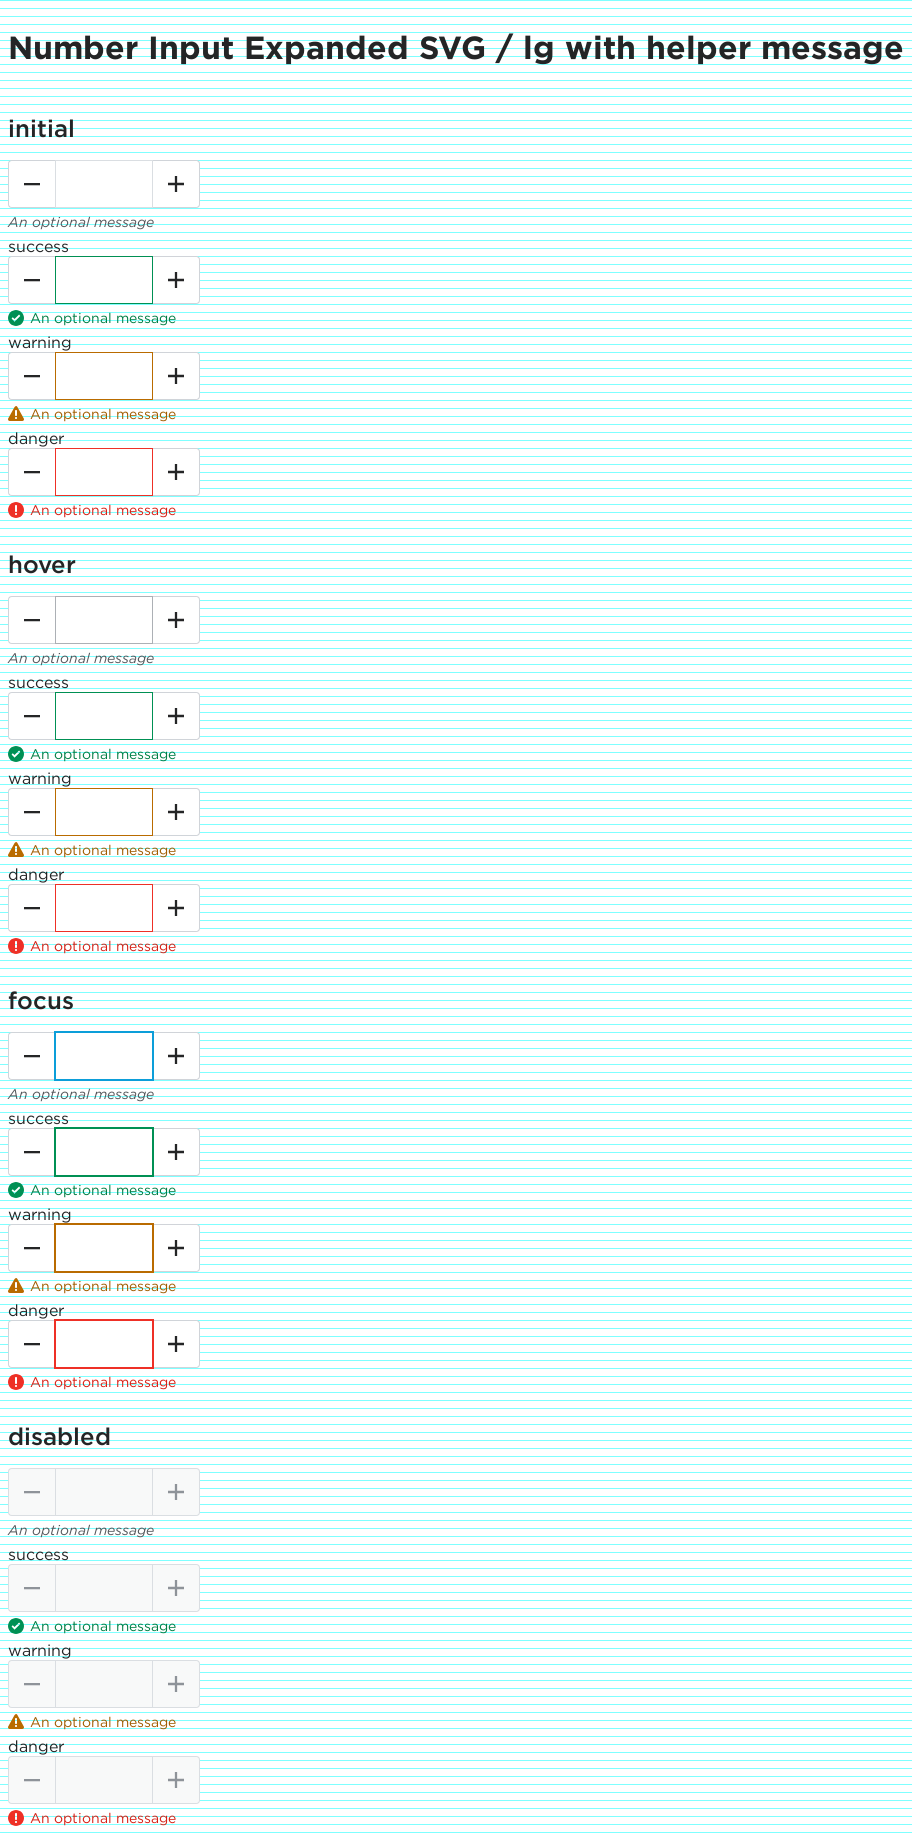 Number Input Expanded SVG / lg with helper message
initial
An optional message
success
An optional message
warning
An optional message
danger
An optional message
hover
An optional message
success
An optional message
warning
An optional message
danger
An optional message
focus
An optional message
success
An optional message
warning
An optional message
danger
An optional message
disabled
An optional message
success
An optional message
warning
An optional message
danger
An optional message